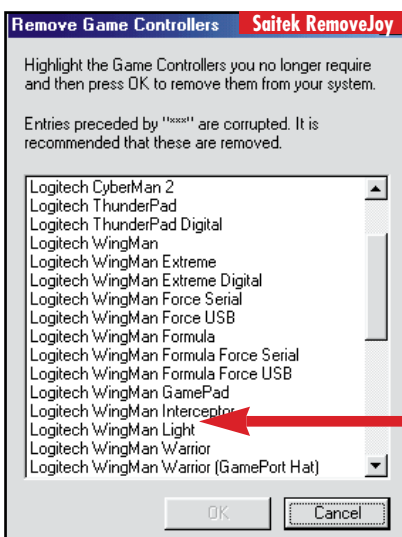 Remove Game Controllers Saitek RemoveJoy
Highlight the Game Controllers you no longer require
and then press OK to remove them from your system.
Entries preceded by "***" are corrupted. It is
recommended that these are removed.
Logitech CyberMan 2
Logitech ThunderPad
Logitech ThunderPad Digital
Logitech WingMan
Logitech WingMan Extreme
Logitech WingMan Extreme Digital
Logitech WingMan Force Serial
Logitech WingMan Force USB
Logitech WingMan Formula
Logitech WingMan Formula Force Serial
Logitech WingMan Formula Force USB
Logitech WingMan GamePad
Logitech WingMan Interceptor
Logitech WingMan Light
Logitech WingMan Warrior
Logitech WingMan Warrior (GamePort Hat)
OK Cancel